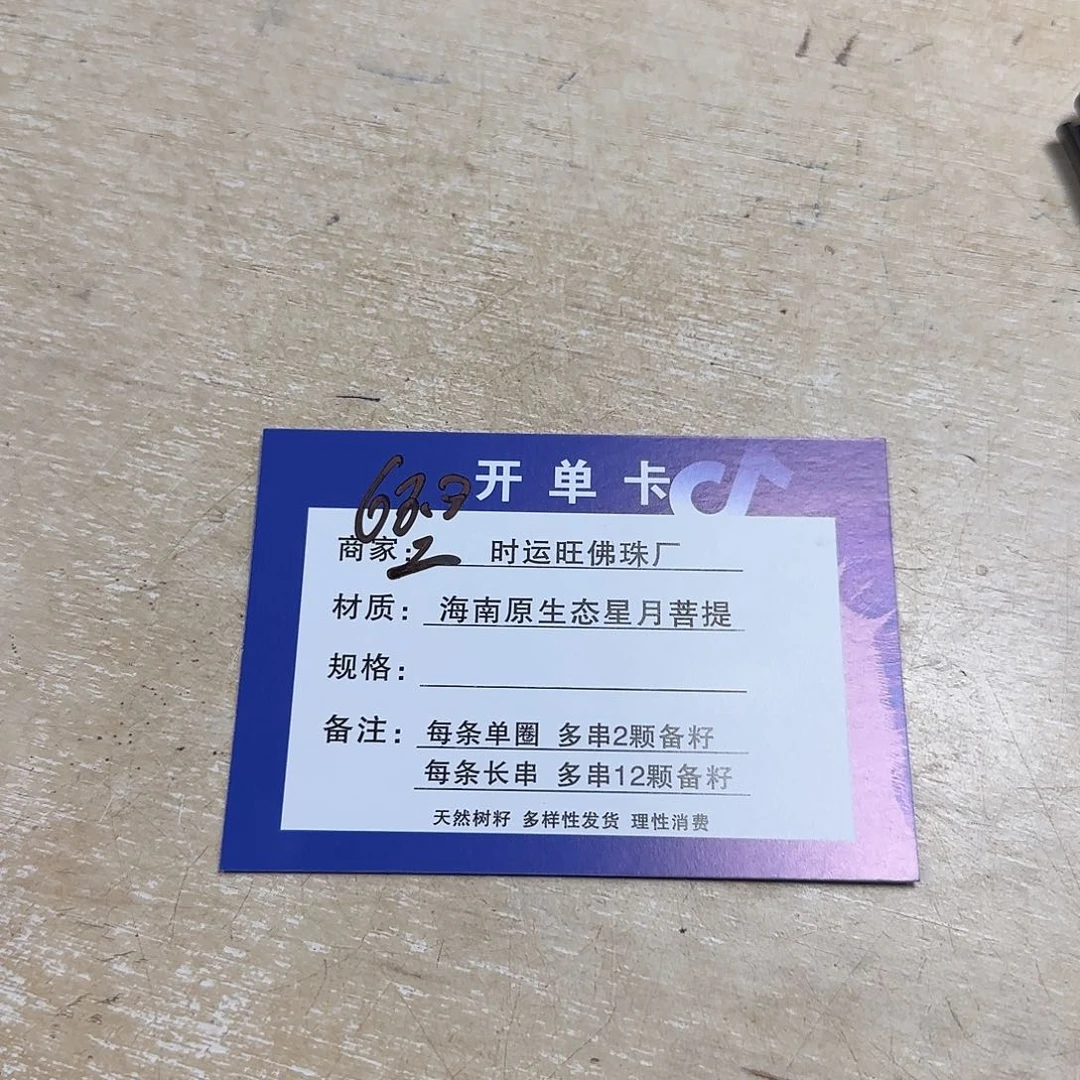 开单卡
商家： 时运旺佛珠厂
材质： 海南原生态星月菩提
规格：
备注： 每条单圈 多串2颗备籽
每条长串 多串12颗备籽
天然树籽 多样性发货 理性消费